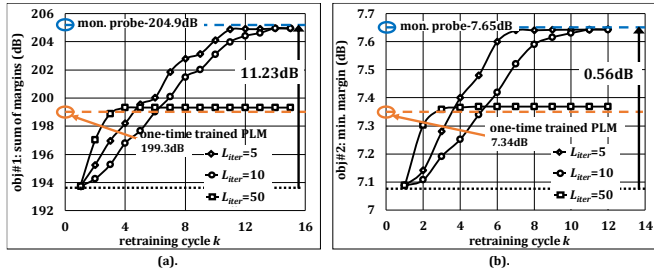 (a)
206
204
202
200
198
196
194
192
obj#1: sum of margins (dB)
mon. probe-204.9dB
11.23dB
one-time trained PLM
199.3dB
Liter=5
Liter=10
Liter=50
0 2 4 6 8 10 12 14 16
retraining cycle k
(a).
(b)
7.7
7.6
7.5
7.4
7.3
7.2
7.1
7
obj#2: min. margin (dB)
mon. probe-7.65dB
0.56dB
one-time trained PLM
7.34dB
Liter=5
Liter=10
Liter=50
0 2 4 6 8 10 12 14
retraining cycle k
(b).